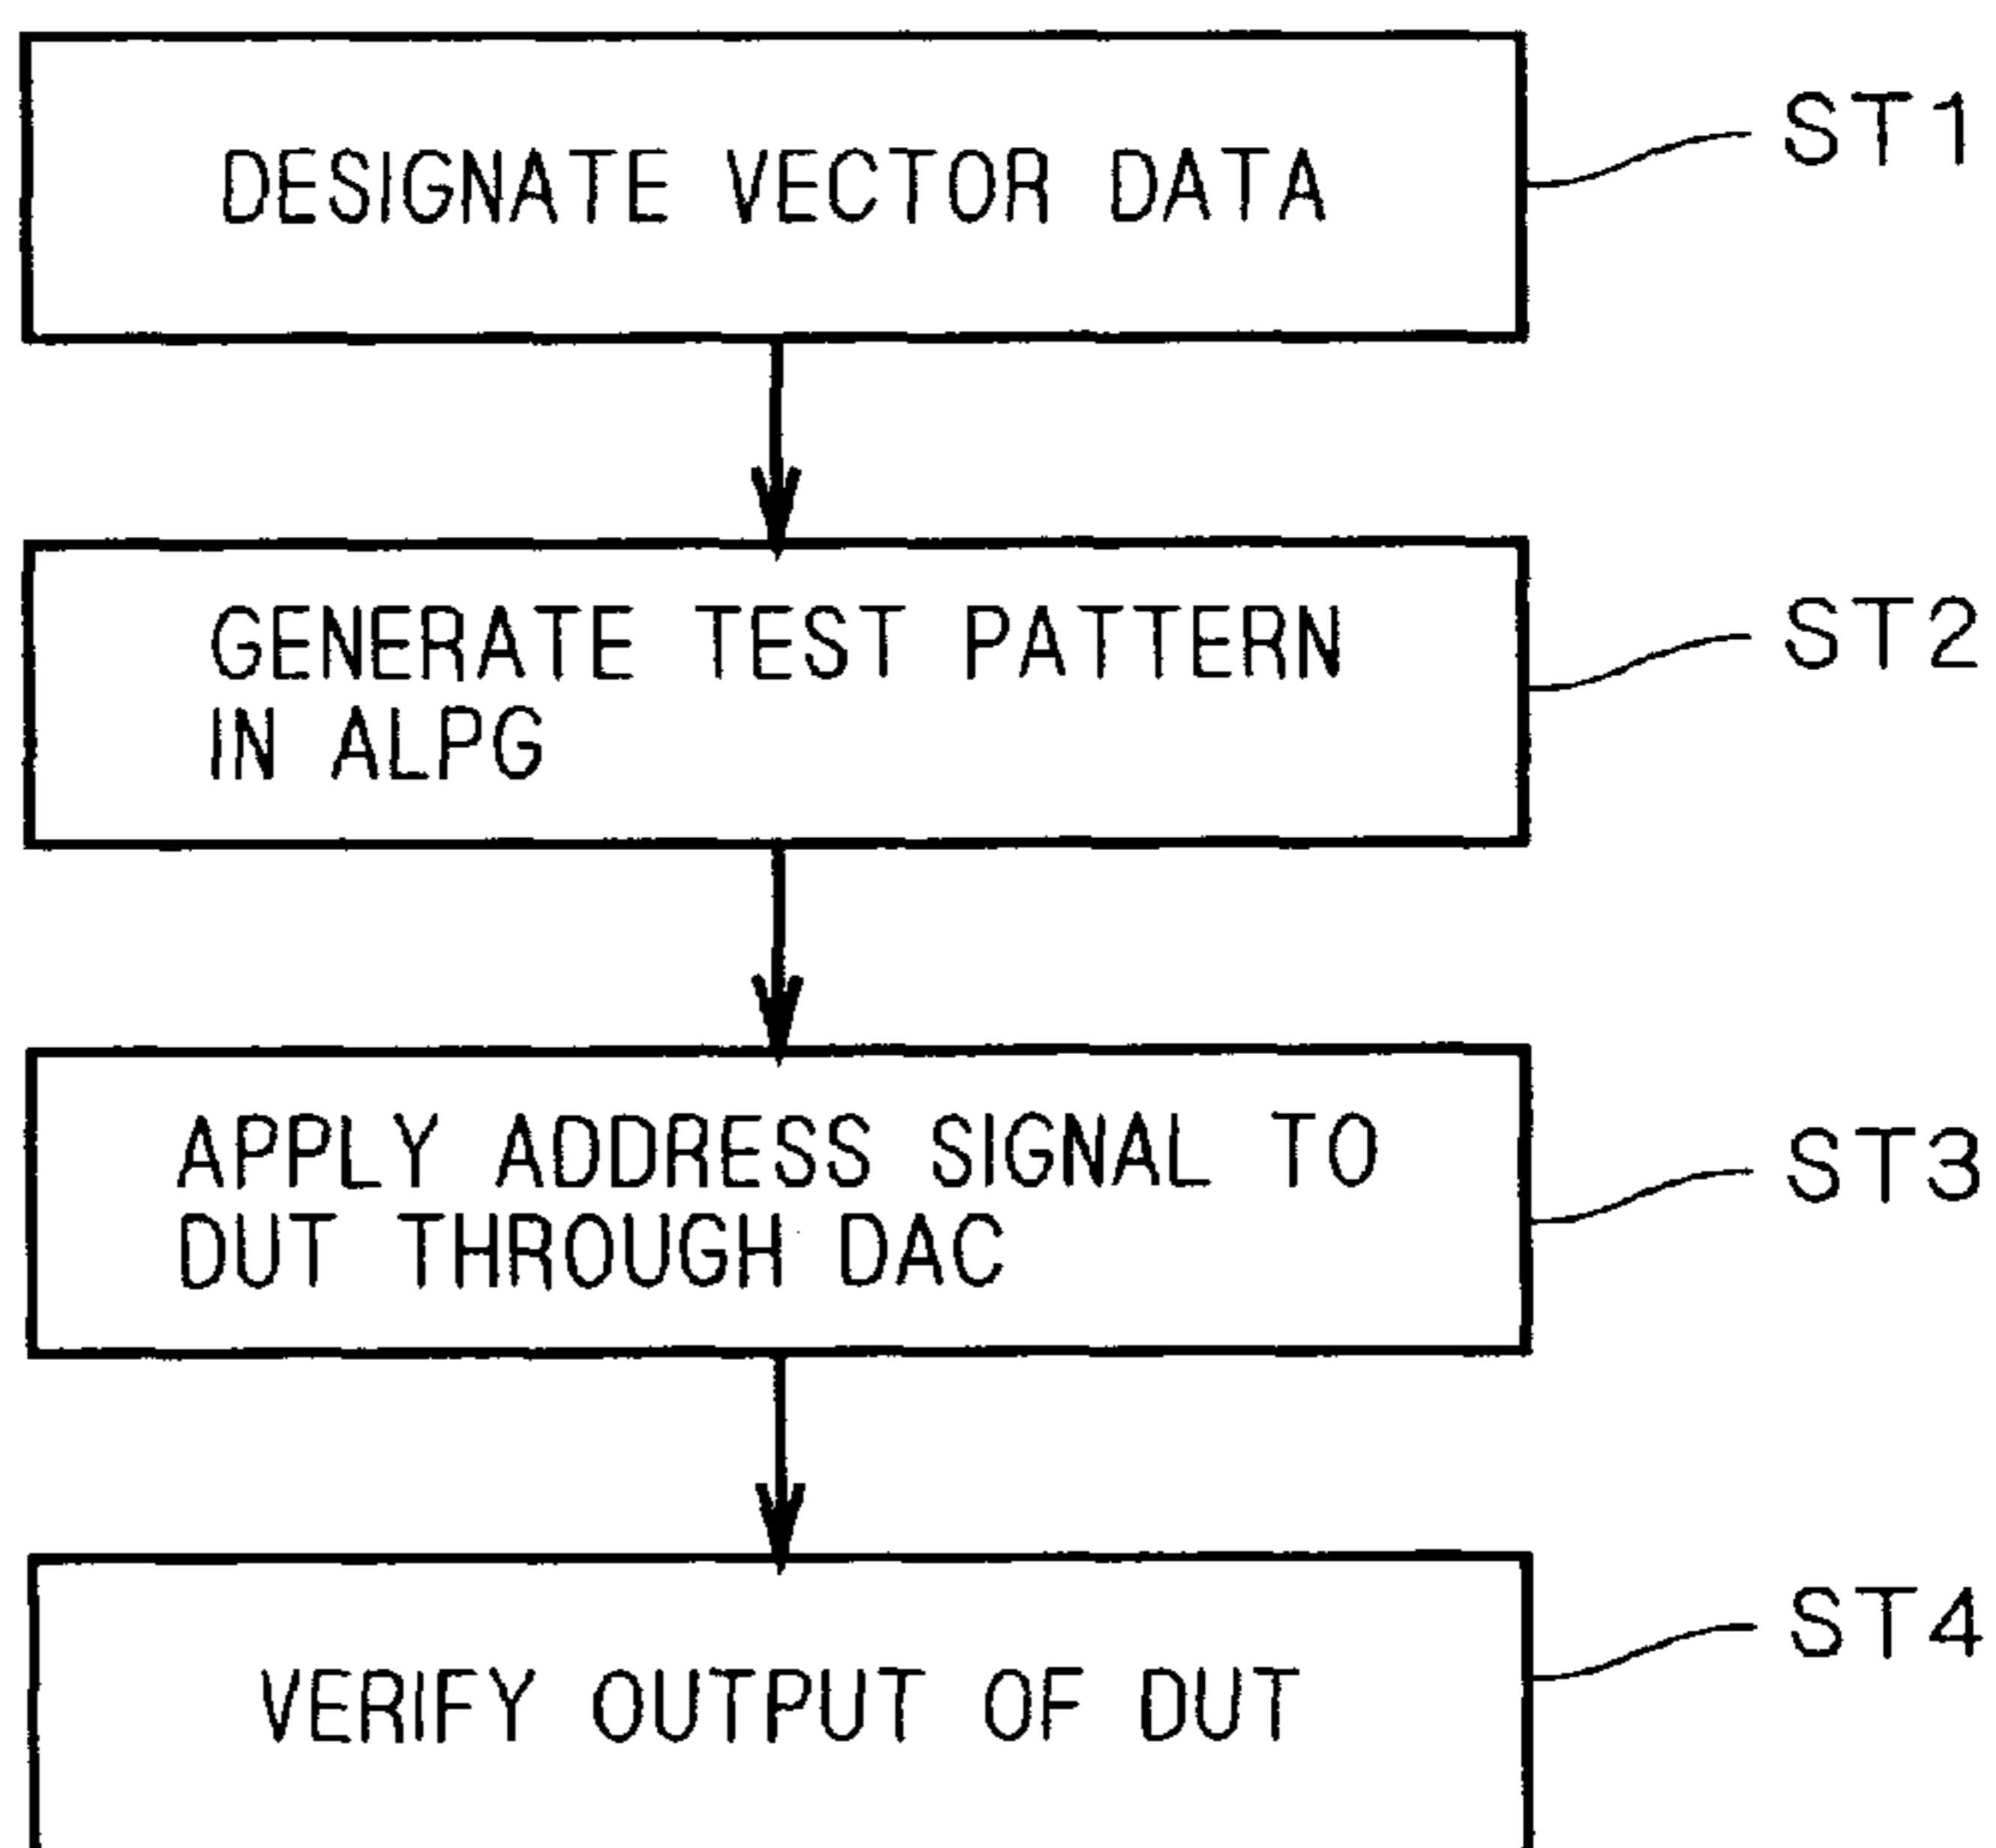 DESIGNATE VECTOR DATA
ST1
GENERATE TEST PATTERN
IN ALPG
ST2
APPLY ADDRESS SIGNAL TO
DUT THROUGH DAC
ST3
VERIFY OUTPUT OF DUT
ST4